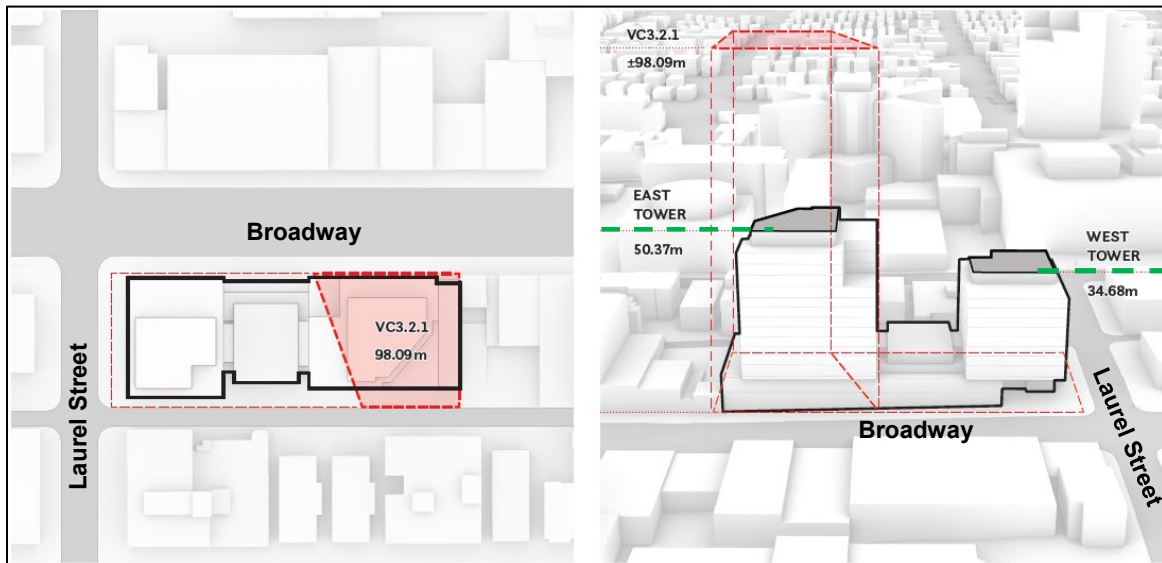 Broadway
VC3.2.1
98.09m
Laurel Street
VC3.2.1
±98.09m
EAST
TOWER
50.37m
WEST
TOWER
34.68m
Broadway
Laurel Street